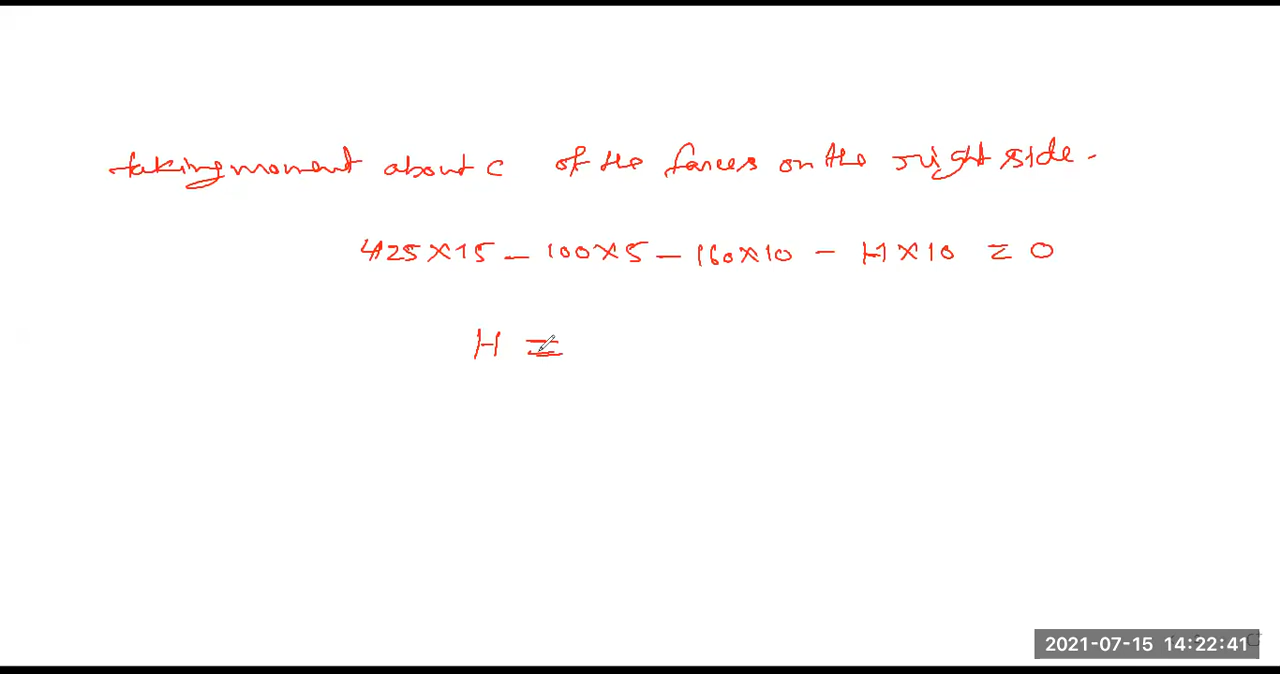 taking moment about C of the forces on the right side.
425×15 - 100×5 - 160×10 - H×10 = 0
H =
2021-07-15 14:22:41